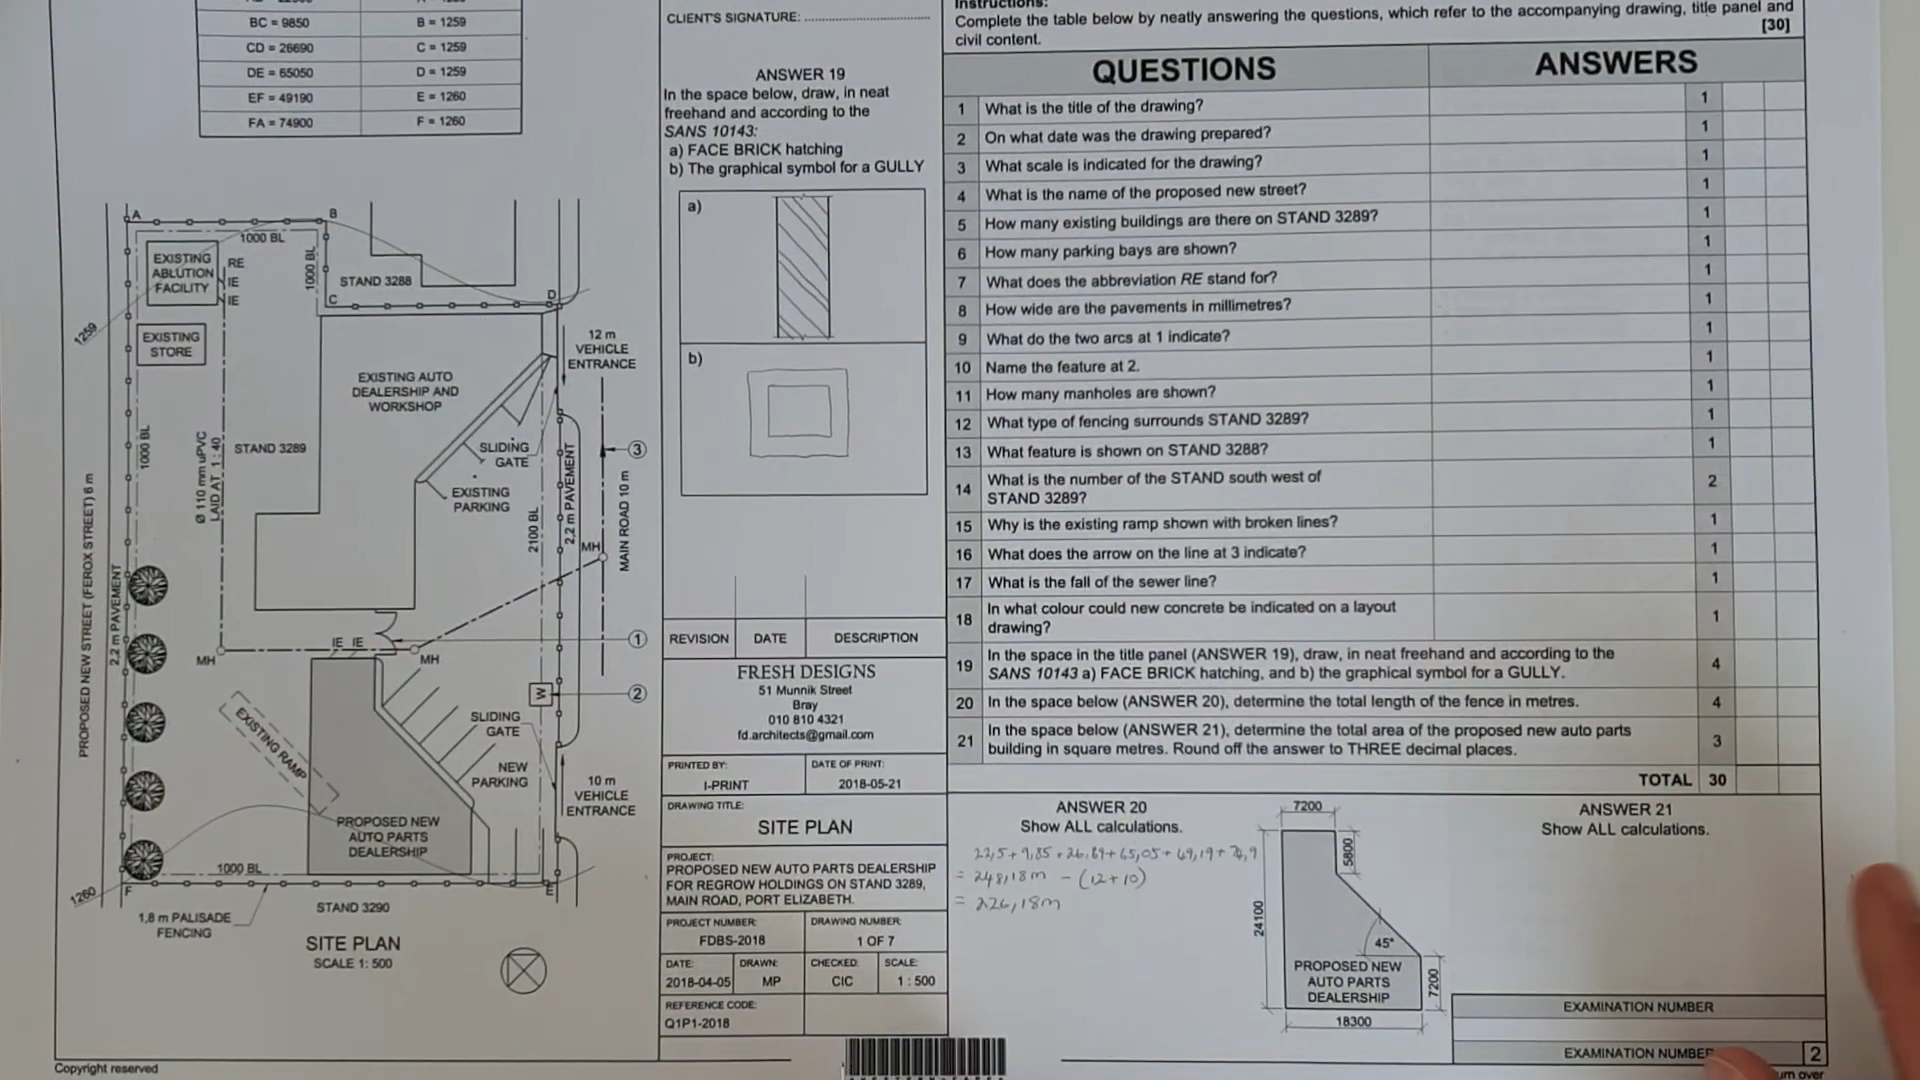 BC = 9850 B = 1259
CD = 26690 C = 1259
DE = 65050 D = 1259
EF = 49190 E = 1260
FA = 74900 F = 1260
A
B
1000 BL
EXISTING
ABLUTION
FACILITY
RE
IE
IE
1000 BL
STAND 3288
C
D
1259
EXISTING
STORE
12 m
VEHICLE
ENTRANCE
EXISTING AUTO
DEALERSHIP AND
WORKSHOP
1000 BL
Ø 110 mm uPVC
LAID AT 1 : 40
STAND 3289
SLIDING
GATE
EXISTING
PARKING
2100 BL
2,2 m PAVEMENT
3
MH
MAIN ROAD 10 m
PROPOSED NEW STREET (FEROX STREET) 6 m
2,2 m PAVEMENT
IE IE
1
MH
MH
W
2
EXISTING RAMP
SLIDING
GATE
NEW
PARKING
10 m
VEHICLE
ENTRANCE
PROPOSED NEW
AUTO PARTS
DEALERSHIP
1000 BL
1260
F
E
1,8 m PALISADE
FENCING
STAND 3290
SITE PLAN
SCALE 1: 500
Copyright reserved
CLIENT'S SIGNATURE:
ANSWER 19
In the space below, draw, in neat
freehand and according to the
SANS 10143:
a) FACE BRICK hatching
b) The graphical symbol for a GULLY
a)
b)
REVISION DATE DESCRIPTION
FRESH DESIGNS
51 Munnik Street
Bray
010 810 4321
fd.architects@gmail.com
PRINTED BY: DATE OF PRINT:
I-PRINT 2018-05-21
DRAWING TITLE:
SITE PLAN
PROJECT:
PROPOSED NEW AUTO PARTS DEALERSHIP
FOR REGROW HOLDINGS ON STAND 3289,
MAIN ROAD, PORT ELIZABETH.
PROJECT NUMBER: DRAWING NUMBER:
FDBS-2018 1 OF 7
DATE: DRAWN: CHECKED: SCALE:
2018-04-05 MP CIC 1 : 500
REFERENCE CODE:
Q1P1-2018
Instructions:
Complete the table below by neatly answering the questions, which refer to the accompanying drawing, title panel and
civil content. [30]
QUESTIONS ANSWERS
1 What is the title of the drawing? 1
2 On what date was the drawing prepared? 1
3 What scale is indicated for the drawing? 1
4 What is the name of the proposed new street? 1
5 How many existing buildings are there on STAND 3289? 1
6 How many parking bays are shown? 1
7 What does the abbreviation RE stand for? 1
8 How wide are the pavements in millimetres? 1
9 What do the two arcs at 1 indicate? 1
10 Name the feature at 2. 1
11 How many manholes are shown? 1
12 What type of fencing surrounds STAND 3289? 1
13 What feature is shown on STAND 3288? 1
14 What is the number of the STAND south west of
STAND 3289? 2
15 Why is the existing ramp shown with broken lines? 1
16 What does the arrow on the line at 3 indicate? 1
17 What is the fall of the sewer line? 1
18 In what colour could new concrete be indicated on a layout
drawing? 1
19 In the space in the title panel (ANSWER 19), draw, in neat freehand and according to the
SANS 10143 a) FACE BRICK hatching, and b) the graphical symbol for a GULLY. 4
20 In the space below (ANSWER 20), determine the total length of the fence in metres. 4
21 In the space below (ANSWER 21), determine the total area of the proposed new auto parts
building in square metres. Round off the answer to THREE decimal places. 3
TOTAL 30
ANSWER 20
Show ALL calculations.
22,5 + 9,85 + 26,69 + 65,05 + 49,19 + 74,9
= 248,18m - (12+10)
= 226,18m
7200
5800
24100
45°
PROPOSED NEW
AUTO PARTS
DEALERSHIP
7200
18300
ANSWER 21
Show ALL calculations.
EXAMINATION NUMBER
EXAMINATION NUMBER
2